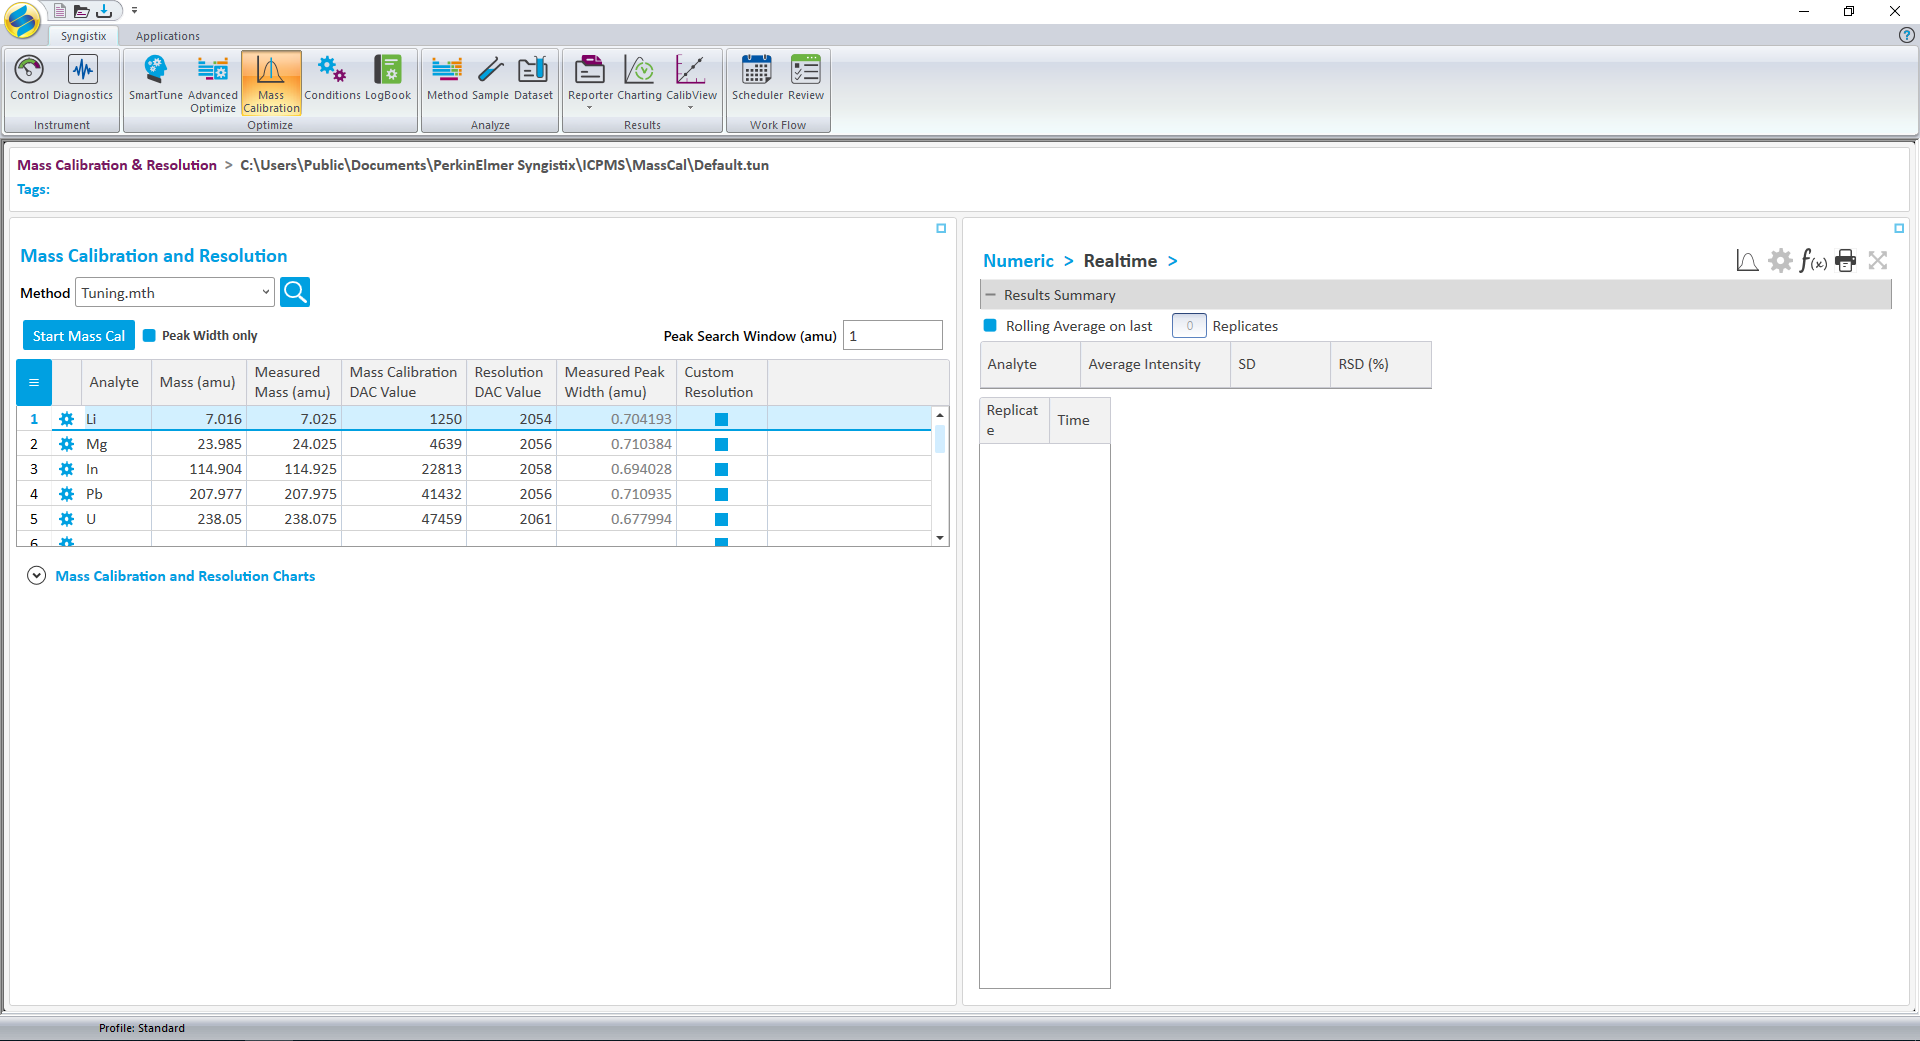 Syngistix Applications
Control Diagnostics SmartTune Advanced Optimize Mass Calibration Conditions LogBook Method Sample Dataset Reporter Charting CalibView Scheduler Review
Instrument Optimize Analyze Results Work Flow
Mass Calibration & Resolution > C:\Users\Public\Documents\PerkinElmer Syngistix\ICPMS\MassCal\Default.tun
Tags:
Mass Calibration and Resolution
Method Tuning.mth
Start Mass Cal Peak Width only Peak Search Window (amu) 1
Analyte Mass (amu) Measured Mass (amu) Mass Calibration DAC Value Resolution DAC Value Measured Peak Width (amu) Custom Resolution
1 Li 7.016 7.025 1250 2054 0.704193
2 Mg 23.985 24.025 4639 2056 0.710384
3 In 114.904 114.925 22813 2058 0.694028
4 Pb 207.977 207.975 41432 2056 0.710935
5 U 238.05 238.075 47459 2061 0.677994
6
Mass Calibration and Resolution Charts
Numeric > Realtime >
f(x)
Results Summary
Rolling Average on last 0 Replicates
Analyte Average Intensity SD RSD (%)
Replicate Time
Profile: Standard